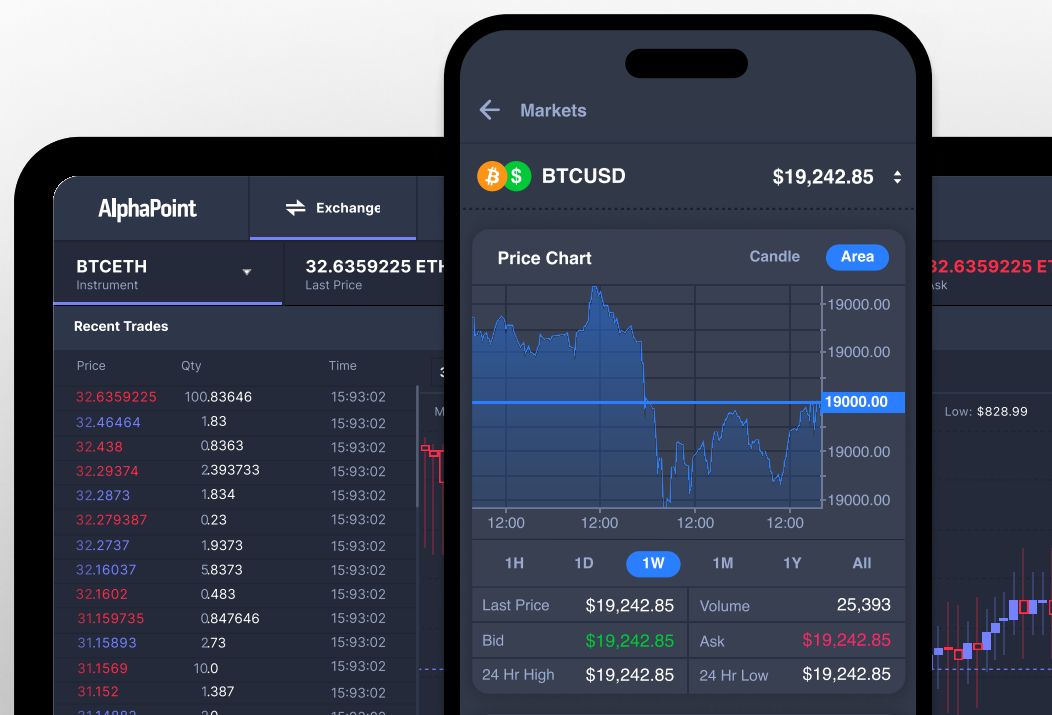 Markets
BTCUSD
$19,242.85
Price Chart
Candle
Area
19000.00
19000.00
19000.00
19000.00
19000.00
12:00 12:00 12:00 12:00
1H 1D 1W 1M 1Y All
Last Price $19,242.85 Volume 25,393
Bid $19,242.85 Ask $19,242.85
24 Hr High $19,242.85 24 Hr Low $19,242.85
AlphaPoint
Exchange
BTCETH
Instrument
32.6359225 ETH
Last Price
32.6359225 ET
Ask
Low: $828.99
Recent Trades
Price Qty Time
32.6359225 100.83646 15:93:02
32.46464 1.83 15:93:02
32.438 0.8363 15:93:02
32.29374 2.393733 15:93:02
32.2873 1.834 15:93:02
32.279387 0.23 15:93:02
32.2737 1.9373 15:93:02
32.16037 5.8373 15:93:02
32.1602 0.483 15:93:02
31.159735 0.847646 15:93:02
31.15893 2.73 15:93:02
31.1569 10.0 15:93:02
31.152 1.387 15:93:02